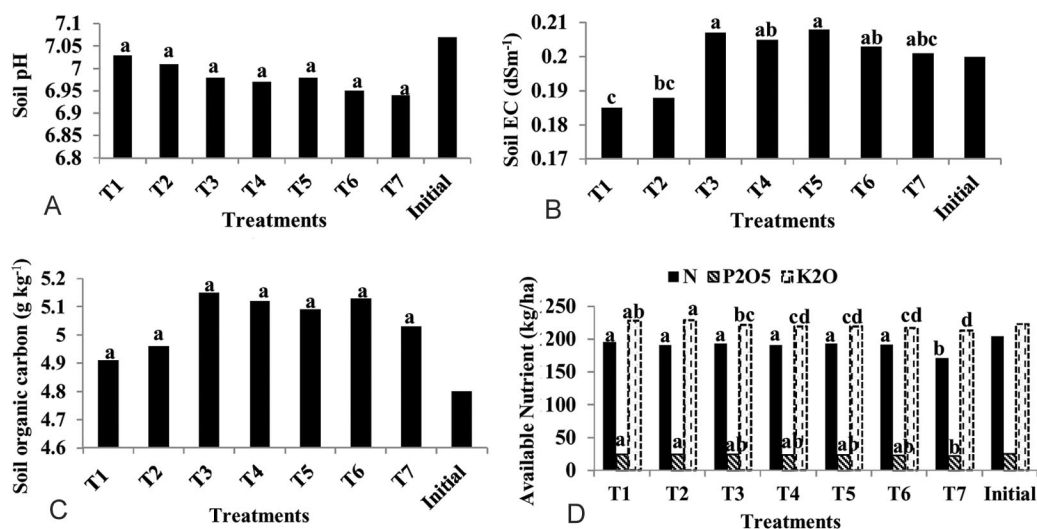 7.1
7.05
7
6.95
6.9
6.85
6.8
Soil pH
a
a
a
a
a
a
a
T1
T2
T3
T4
T5
T6
T7
Initial
Treatments
A
0.21
0.2
0.19
0.18
0.17
Soil EC (dSm-1)
c
bc
a
ab
a
ab
abc
T1
T2
T3
T4
T5
T6
T7
Initial
Treatments
B
5.2
5.1
5
4.9
4.8
4.7
4.6
Soil organic carbon (g kg-1)
a
a
a
a
a
a
a
T1
T2
T3
T4
T5
T6
T7
Initial
Treatments
C
N P2O5 K2O
250
200
150
100
50
0
Available Nutrient (kg/ha)
a ab a a a bc a cd a cd a cd b d
a a ab ab ab ab b
T1 T2 T3 T4 T5 T6 T7 Initial
Treatments
D